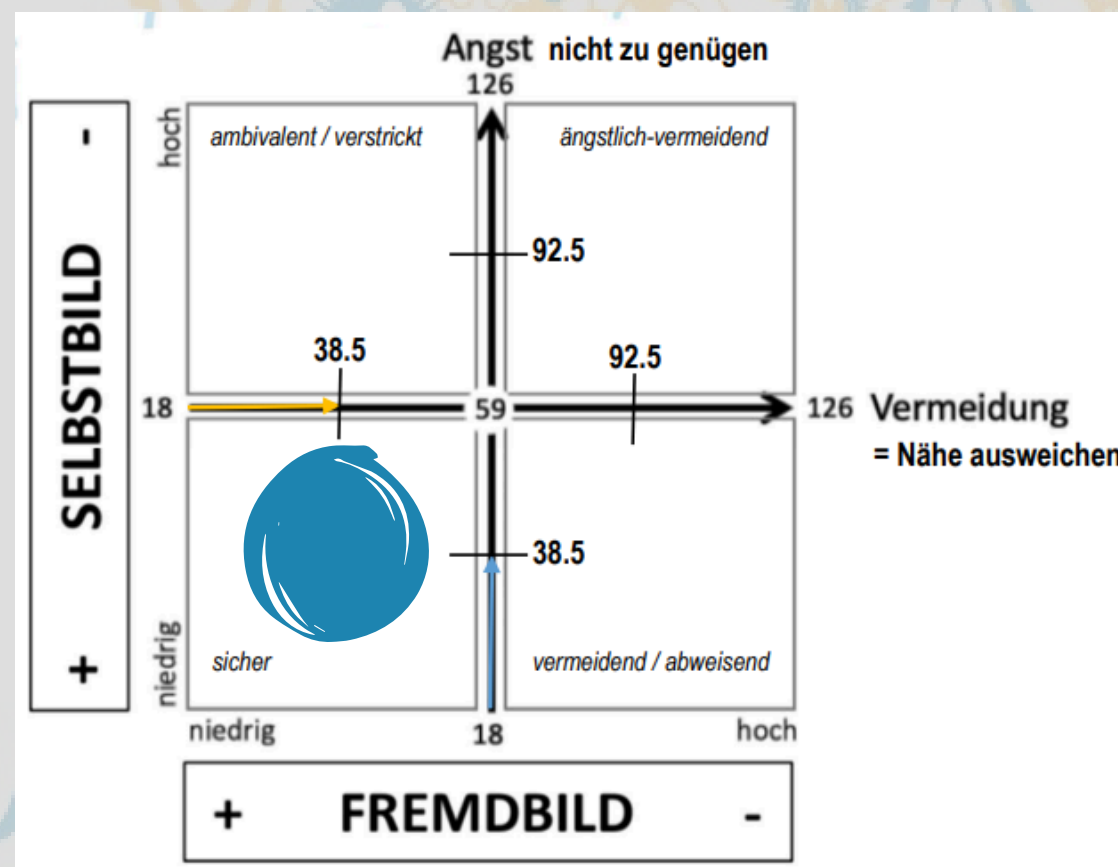 Angst nicht zu genügen
126
hoch
ambivalent / verstrickt
ängstlich-vermeidend
-
SELBSTBILD
+
92.5
38.5
92.5
18
59
126 Vermeidung
= Nähe ausweichen
38.5
niedrig
sicher
vermeidend / abweisend
niedrig
18
hoch
+ FREMDBILD -